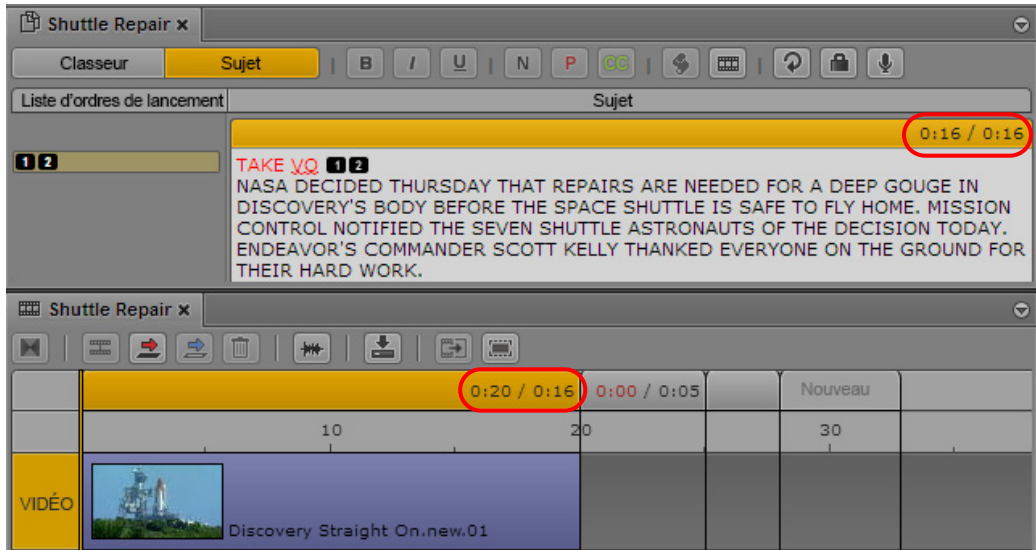 Shuttle Repair
Classeur Sujet B I U N P CC
Liste d'ordres de lancement Sujet
0:16 / 0:16
1 2
TAKE VO 1 2
NASA DECIDED THURSDAY THAT REPAIRS ARE NEEDED FOR A DEEP GOUGE IN
DISCOVERY'S BODY BEFORE THE SPACE SHUTTLE IS SAFE TO FLY HOME. MISSION
CONTROL NOTIFIED THE SEVEN SHUTTLE ASTRONAUTS OF THE DECISION TODAY.
ENDEAVOR'S COMMANDER SCOTT KELLY THANKED EVERYONE ON THE GROUND FOR
THEIR HARD WORK.
Shuttle Repair
0:20 / 0:16 0:00 / 0:05 Nouveau
10 20 30
VIDÉO
Discovery Straight On.new.01